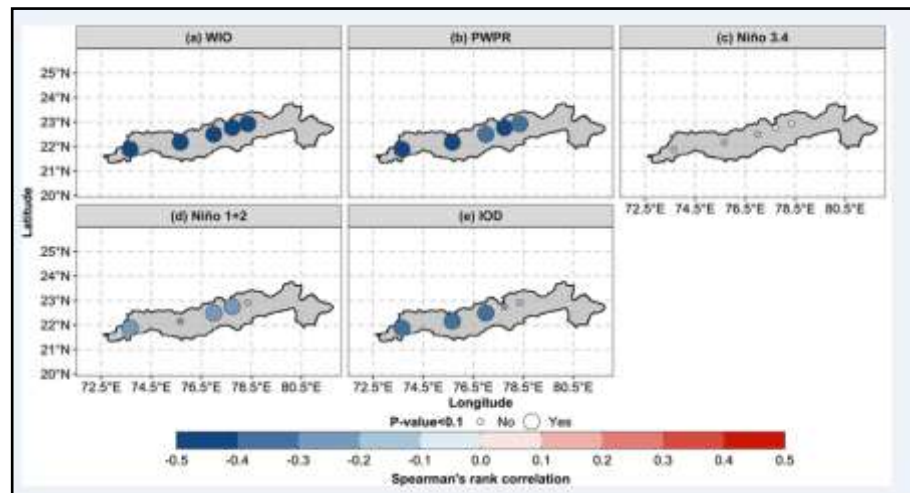 (a) WIO
(b) PWPR
(c) Niño 3.4
25°N
24°N
23°N
22°N
21°N
20°N
72.5°E 74.5°E 76.5°E 78.5°E 80.5°E
Latitude
(d) Niño 1+2
(e) IOD
25°N
24°N
23°N
22°N
21°N
20°N
72.5°E 74.5°E 76.5°E 78.5°E 80.5°E
72.5°E 74.5°E 76.5°E 78.5°E 80.5°E
Longitude
P-value<0.1 No Yes
-0.5 -0.4 -0.3 -0.2 -0.1 0.0 0.1 0.2 0.3 0.4 0.5
Spearman's rank correlation